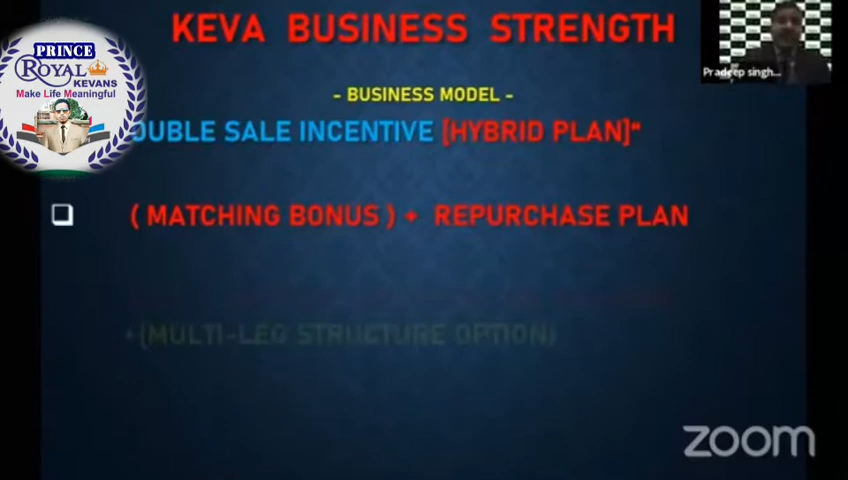 KEVA BUSINESS STRENGTH
PRINCE
ROYAL
KEVANS
Make Life Meaningful
Pradeep singh...
- BUSINESS MODEL -
OUBLE SALE INCENTIVE [HYBRID PLAN]"
( MATCHING BONUS ) + REPURCHASE PLAN
+(MULTI-LEG STRUCTURE OPTION)
zoom